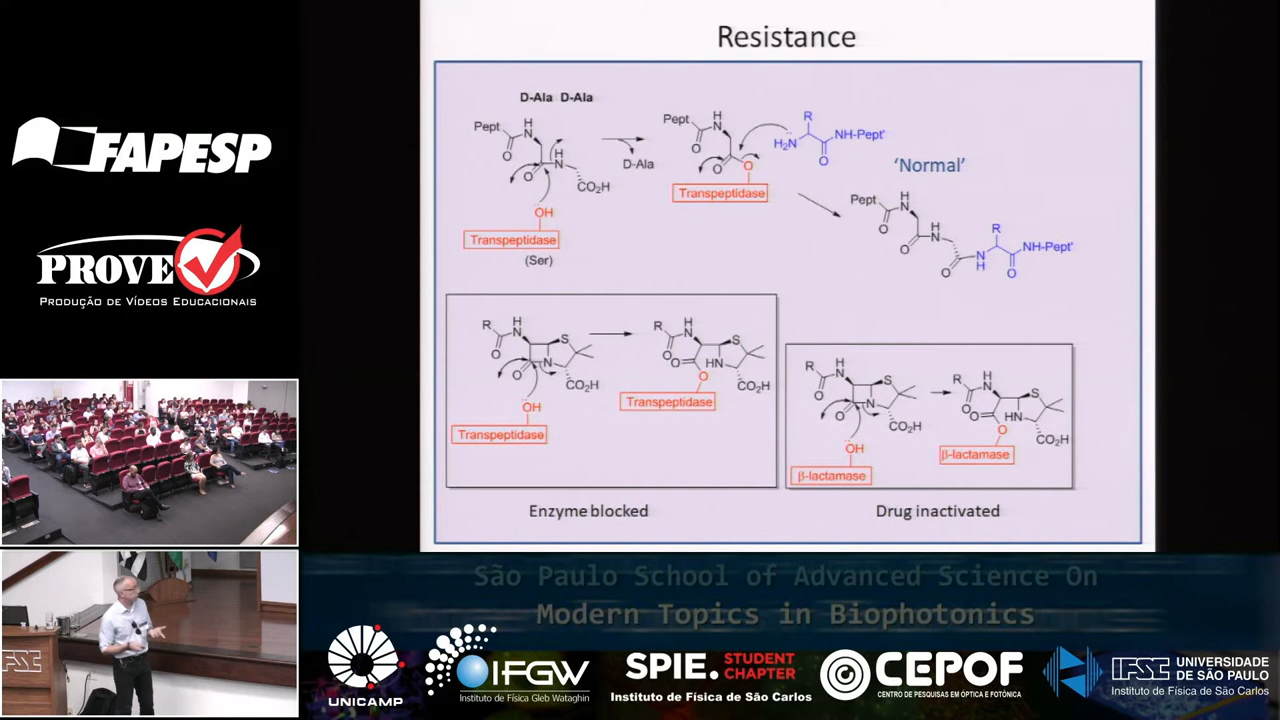 Resistance
D-Ala D-Ala
Pept
H
N
O
O
H
N
CO₂H
OH
Transpeptidase
(Ser)
D-Ala
Pept
H
N
O
O
O
Transpeptidase
R
H₂N
NH-Pept'
O
'Normal'
Pept
H
N
O
O
H
N
O
N
H
R
O
NH-Pept'
R
H
N
O
S
N
O
CO₂H
OH
Transpeptidase
R
H
N
O
S
O
HN
O
CO₂H
Transpeptidase
Enzyme blocked
R
H
N
O
S
N
O
CO₂H
OH
β-lactamase
R
H
N
O
S
O
HN
O
CO₂H
β-lactamase
Drug inactivated
FAPESP
PROVE
PRODUÇÃO DE VÍDEOS EDUCACIONAIS
IFSC
São Paulo School of Advanced Science On
Modern Topics in Biophotonics
UNICAMP
IFGW
Instituto de Física Gleb Wataghin
SPIE. STUDENT
CHAPTER
Instituto de Física de São Carlos
CEPOF
CENTRO DE PESQUISAS EM ÓPTICA E FOTÔNICA
IFSC UNIVERSIDADE
DE SÃO PAULO
Instituto de Física de São Carlos